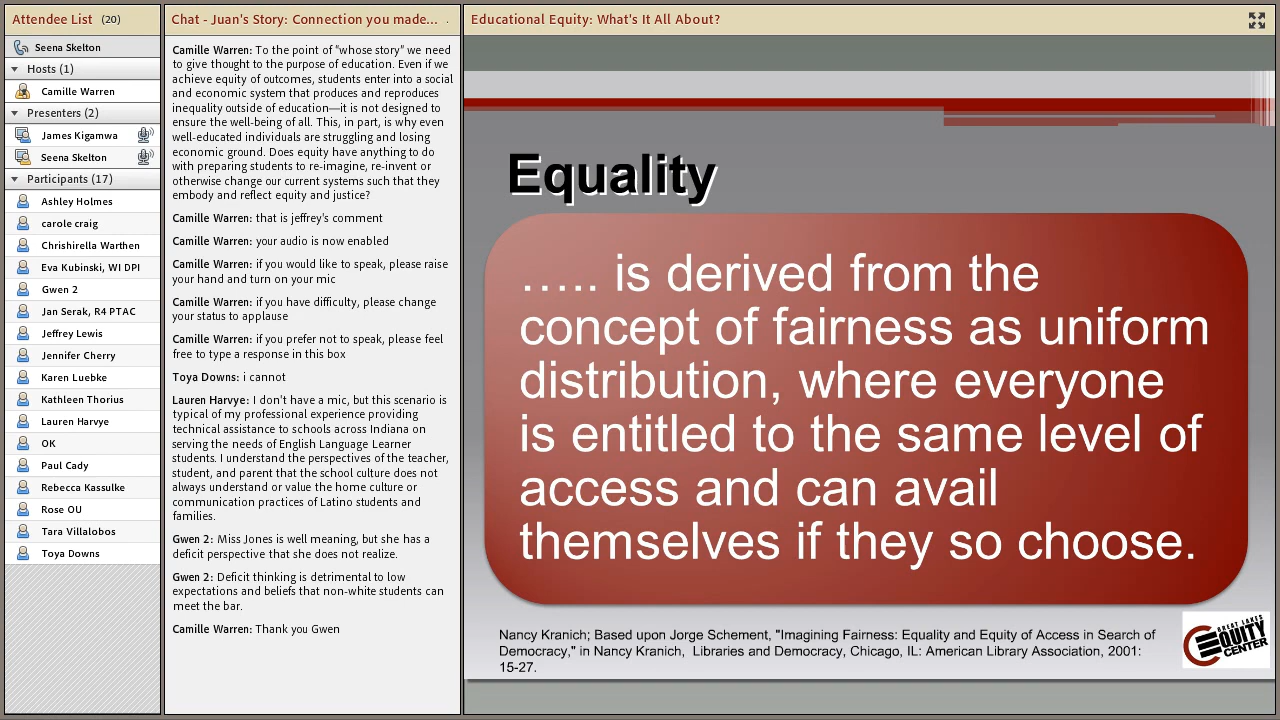 Attendee List (20)
Seena Skelton
Hosts (1)
Camille Warren
Presenters (2)
James Kigamwa
Seena Skelton
Participants (17)
Ashley Holmes
carole craig
Chrishirella Warthen
Eva Kubinski, WI DPI
Gwen 2
Jan Serak, R4 PTAC
Jeffrey Lewis
Jennifer Cherry
Karen Luebke
Kathleen Thorius
Lauren Harvye
OK
Paul Cady
Rebecca Kassulke
Rose OU
Tara Villalobos
Toya Downs
Chat - Juan's Story: Connection you made...
Camille Warren: To the point of "whose story" we need
to give thought to the purpose of education. Even if we
achieve equity of outcomes, students enter into a social
and economic system that produces and reproduces
inequality outside of education—it is not designed to
ensure the well-being of all. This, in part, is why even
well-educated individuals are struggling and losing
economic ground. Does equity have anything to do
with preparing students to re-imagine, re-invent or
otherwise change our current systems such that they
embody and reflect equity and justice?
Camille Warren: that is jeffrey's comment
Camille Warren: your audio is now enabled
Camille Warren: if you would like to speak, please raise
your hand and turn on your mic
Camille Warren: if you have difficulty, please change
your status to applause
Camille Warren: if you prefer not to speak, please feel
free to type a response in this box
Toya Downs: i cannot
Lauren Harvye: I don't have a mic, but this scenario is
typical of my professional experience providing
technical assistance to schools across Indiana on
serving the needs of English Language Learner
students. I understand the perspectives of the teacher,
student, and parent that the school culture does not
always understand or value the home culture or
communication practices of Latino students and
families.
Gwen 2: Miss Jones is well meaning, but she has a
deficit perspective that she does not realize.
Gwen 2: Deficit thinking is detrimental to low
expectations and beliefs that non-white students can
meet the bar.
Camille Warren: Thank you Gwen
Educational Equity: What's It All About?
Equality
….. is derived from the
concept of fairness as uniform
distribution, where everyone
is entitled to the same level of
access and can avail
themselves if they so choose.
Nancy Kranich; Based upon Jorge Schement, "Imagining Fairness: Equality and Equity of Access in Search of
Democracy," in Nancy Kranich, Libraries and Democracy, Chicago, IL: American Library Association, 2001:
15-27.
GREAT LAKES
EQUITY
CENTER